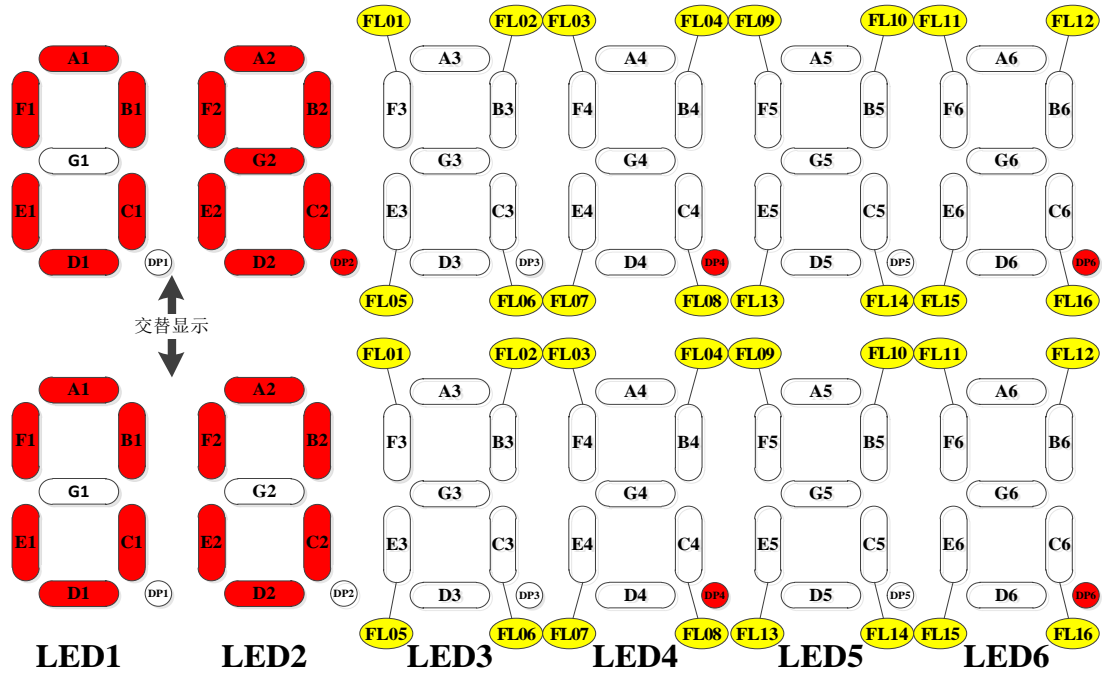 FL01 FL02 FL03 FL04 FL09 FL10 FL11 FL12
A1 A2 A3 A4 A5 A6
F1 B1 F2 B2 F3 B3 F4 B4 F5 B5 F6 B6
G1 G2 G3 G4 G5 G6
E1 C1 E2 C2 E3 C3 E4 C4 E5 C5 E6 C6
D1 DP1 D2 DP2 D3 DP3 D4 DP4 D5 DP5 D6 DP6
FL05 FL06 FL07 FL08 FL13 FL14 FL15 FL16
交替显示
FL01 FL02 FL03 FL04 FL09 FL10 FL11 FL12
A1 A2 A3 A4 A5 A6
F1 B1 F2 B2 F3 B3 F4 B4 F5 B5 F6 B6
G1 G2 G3 G4 G5 G6
E1 C1 E2 C2 E3 C3 E4 C4 E5 C5 E6 C6
D1 DP1 D2 DP2 D3 DP3 D4 DP4 D5 DP5 D6 DP6
FL05 FL06 FL07 FL08 FL13 FL14 FL15 FL16
LED1 LED2 LED3 LED4 LED5 LED6